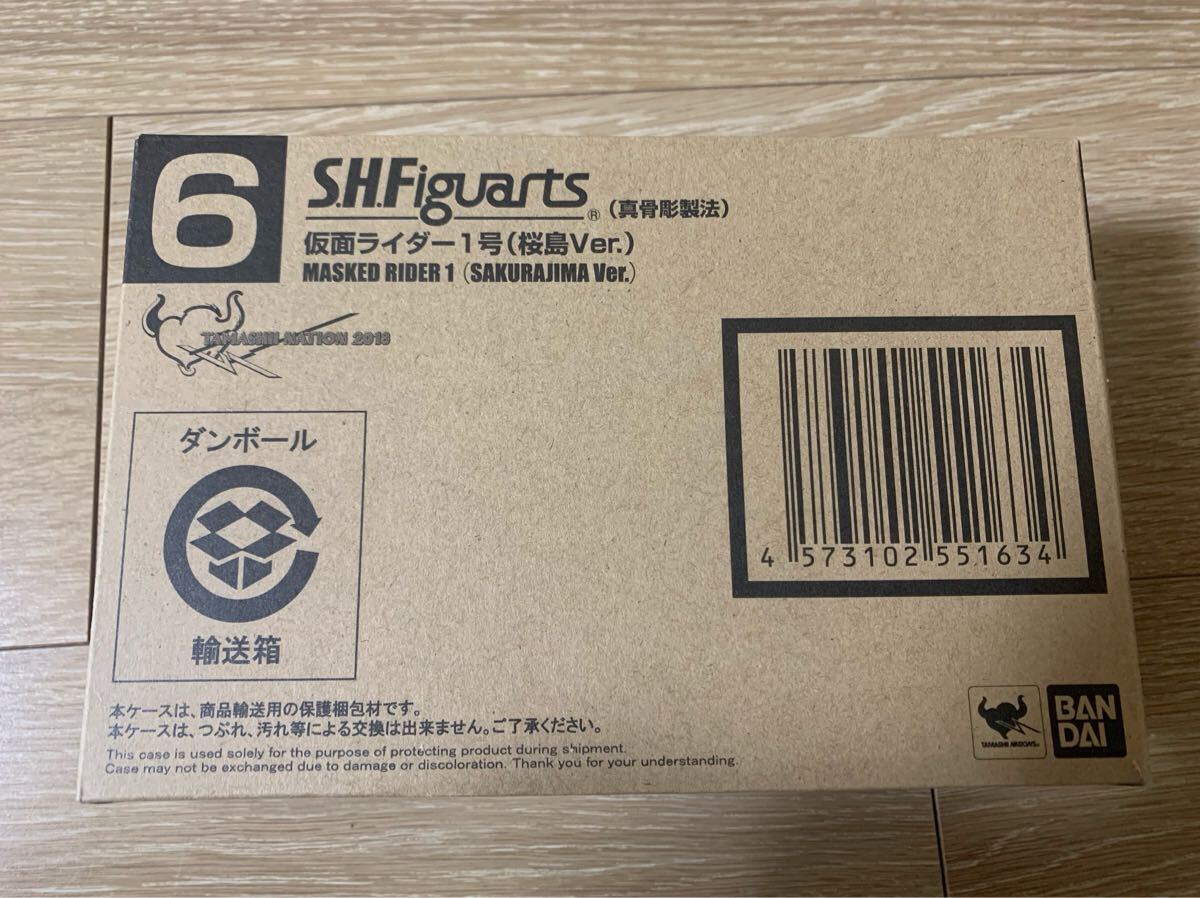 6
S.H.Figuarts® (真骨彫製法)
仮面ライダー1号(桜島Ver.)
MASKED RIDER 1 (SAKURAJIMA Ver.)
TAMASHII NATION 2018
ダンボール
輸送箱
4 573102 551634
本ケースは、商品輸送用の保護梱包材です。
本ケースは、つぶれ、汚れ等による交換は出来ません。ご了承ください。
This case is used solely for the purpose of protecting product during shipment.
Case may not be exchanged due to damage or discoloration. Thank you for your understanding.
TAMASHII NATIONS
BAN
DAI